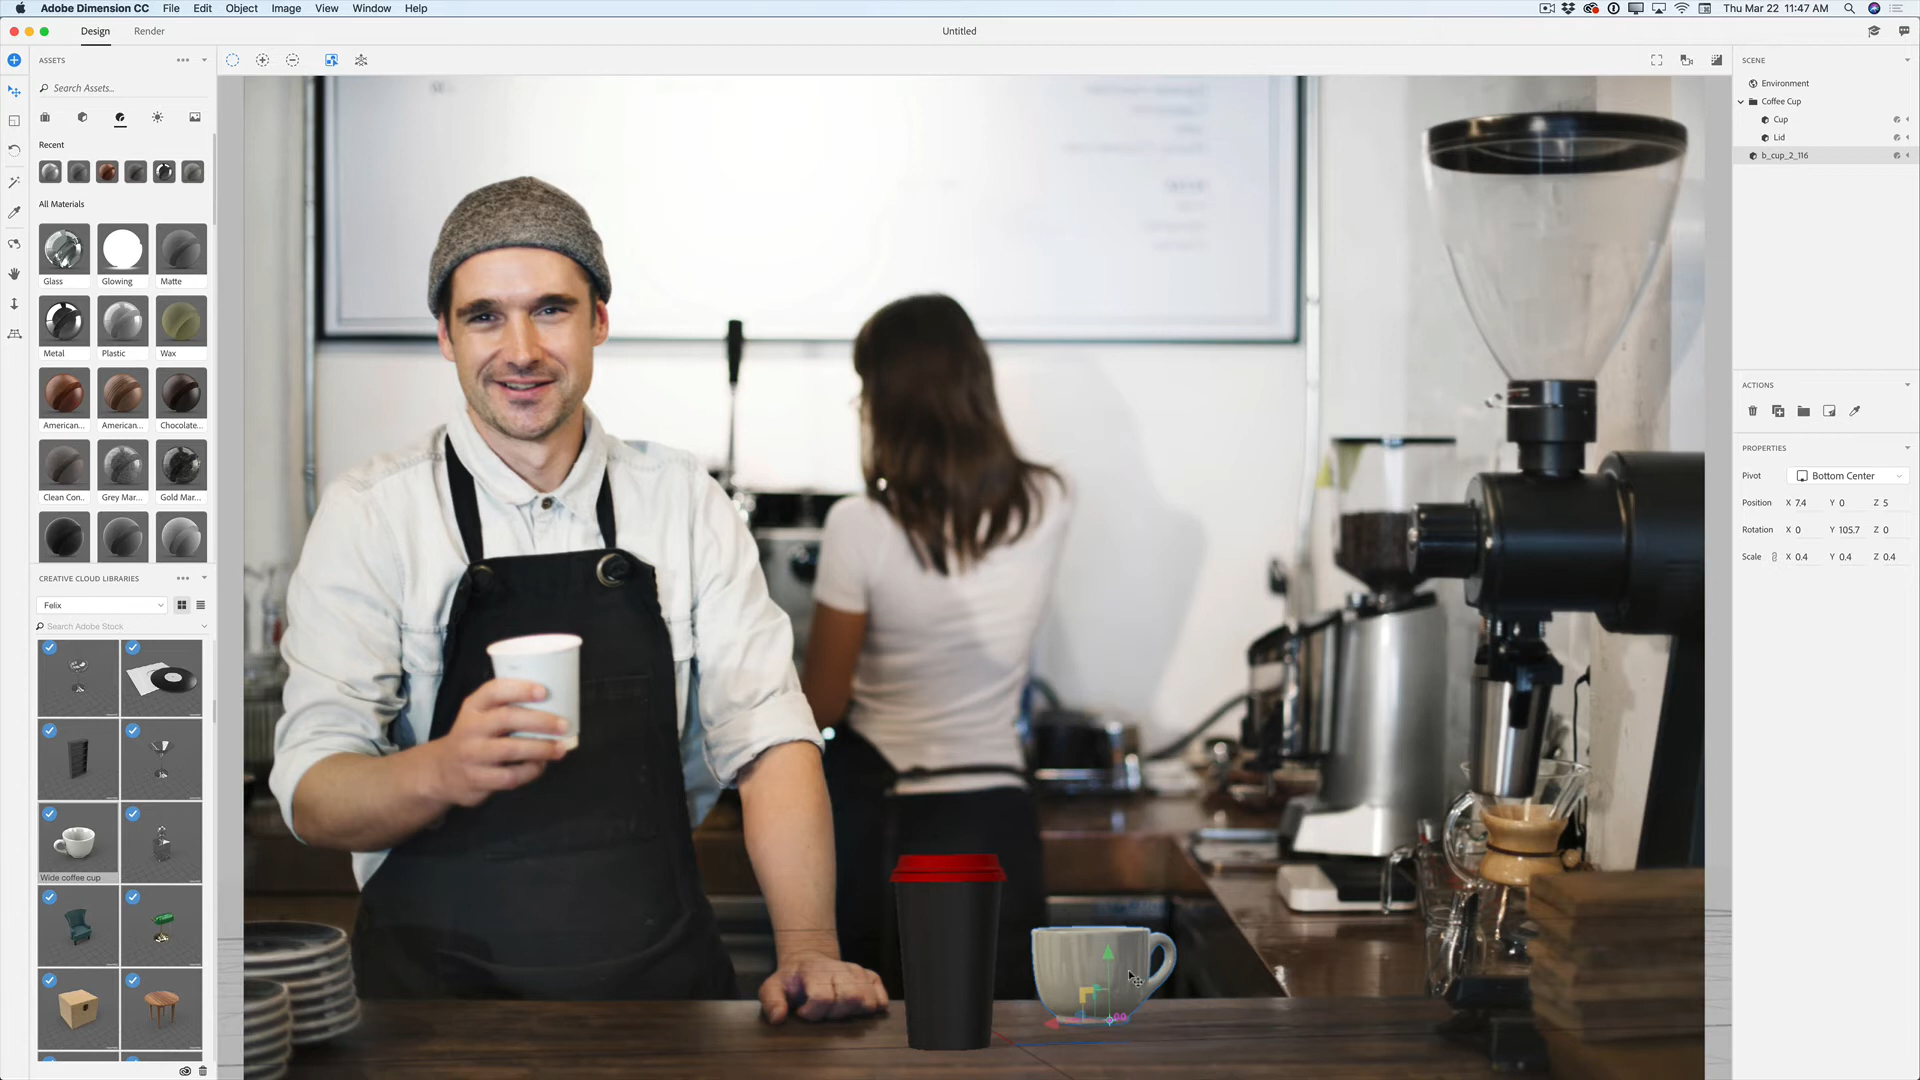 Adobe Dimension CC File Edit Object Image View Window Help
Thu Mar 22 11:47 AM
Design Render
Untitled
ASSETS
Search Assets...
Recent
All Materials
Glass Glowing Matte
Metal Plastic Wax
American... American... Chocolate...
Clean Con... Grey Mar... Gold Mar...
CREATIVE CLOUD LIBRARIES
Felix
Search Adobe Stock
Wide coffee cup
SCENE
Environment
Coffee Cup
Cup
Lid
b_cup_2_116
ACTIONS
PROPERTIES
Pivot Bottom Center
Position X 7.4 Y 0 Z 5
Rotation X 0 Y 105.7 Z 0
Scale X 0.4 Y 0.4 Z 0.4